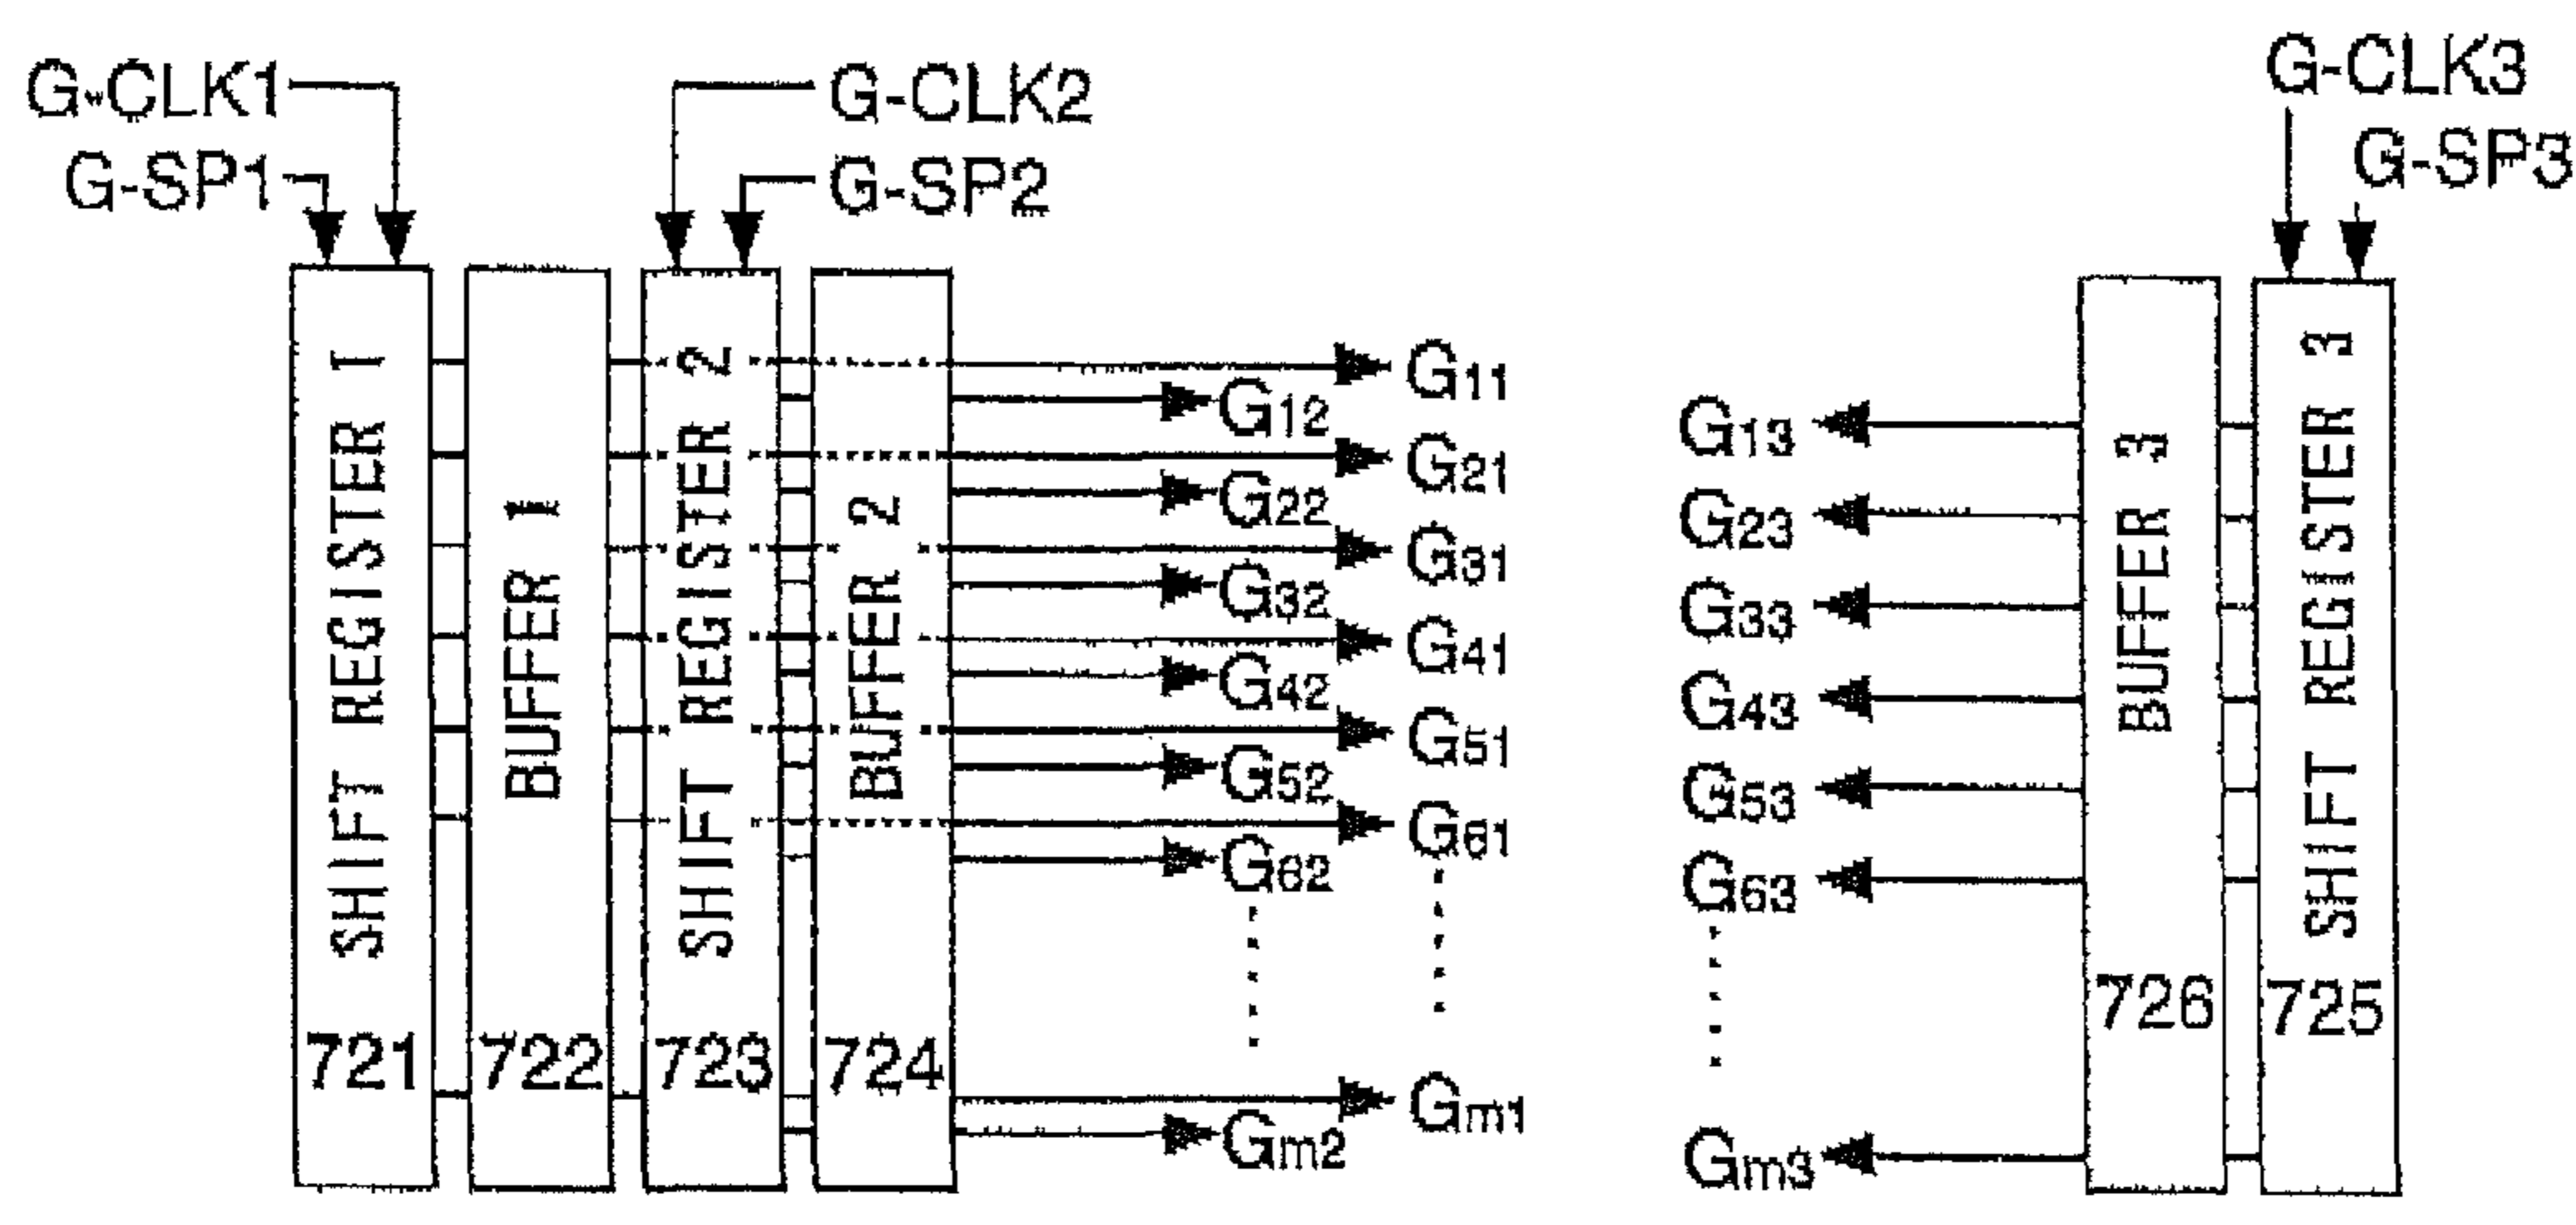 G-CLK1
G-SP1
G-CLK2
G-SP2
G-CLK3
G-SP3
SHIFT REGISTER 1
721
BUFFER 1
722
SHIFT REGISTER 2
723
BUFFER 2
724
G11
G12
G21
G22
G31
G32
G41
G42
G51
G52
G61
G62
Gm1
Gm2
G13
G23
G33
G43
G53
G63
Gm3
BUFFER 3
726
SHIFT REGISTER 3
725